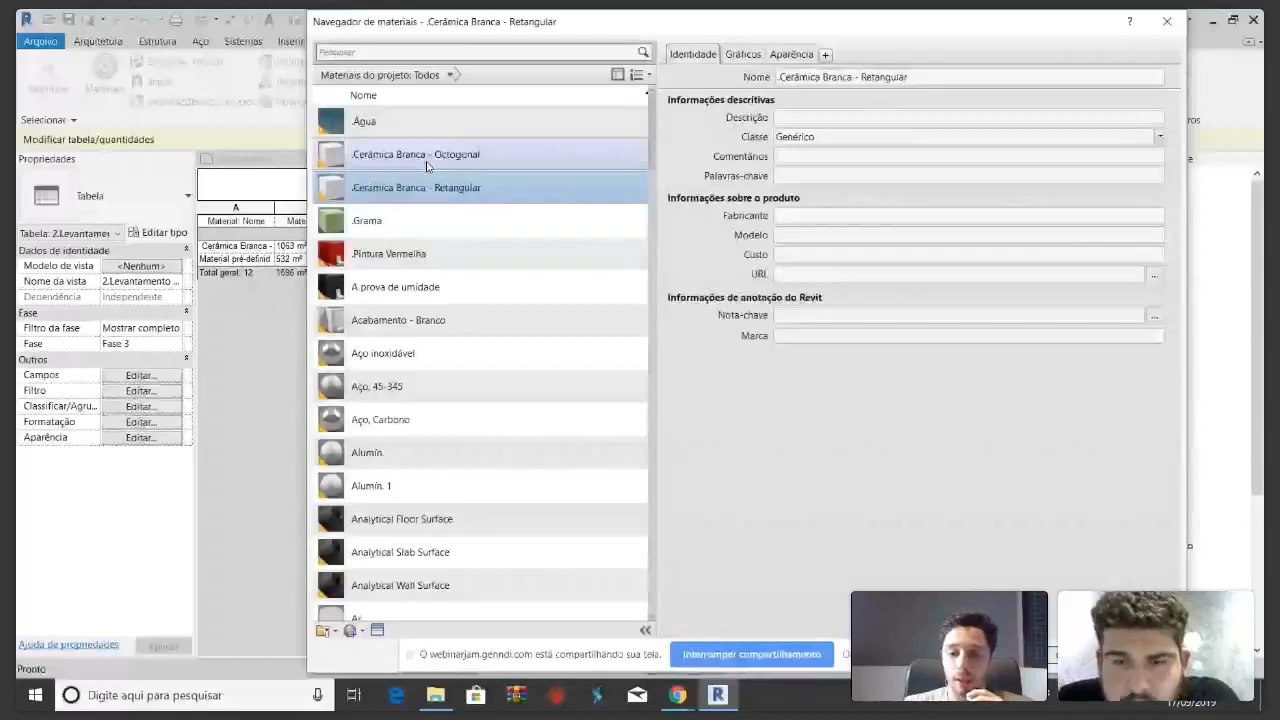 Navegador de materiais - .Cerâmica Branca - Retangular
?
Arquivo Arquitetura Estrutura Aço Sistemas Inserir
Selecionar
Modificar tabela/quantidades
Propriedades
Tabela
Tabela: 2.Levantamer Editar tipo
Dados de identidade
Modelo de vista <Nenhum>
Nome da vista 2.Levantamento ...
Dependência Independente
Fase
Filtro da fase Mostrar completo
Fase Fase 3
Outros
Campos Editar...
Filtro Editar...
Classificar/Agru... Editar...
Formatação Editar...
Aparência Editar...
Ajuda de propriedades
Pronto
A
Material: Nome Mate
Cerâmica Branca - 1063 m²
Material pré-definid 532 m²
Total geral: 12 1596 m²
Pesquisar
Materiais do projeto: Todos
Nome
.Água
.Cerâmica Branca - Octogonal
.Cerâmica Branca - Retangular
.Grama
.Pintura Vermelha
A prova de umidade
Acabamento - Branco
Aço inoxidável
Aço, 45-345
Aço, Carbono
Alumín.
Alumín. 1
Analytical Floor Surface
Analytical Slab Surface
Analytical Wall Surface
Identidade Gráficos Aparência +
Nome .Cerâmica Branca - Retangular
Informações descritivas
Descrição
Classe Genérico
Comentários
Palavras-chave
Informações sobre o produto
Fabricante
Modelo
Custo
URL ...
Informações de anotação do Revit
Nota-chave ...
Marca
O webinarjam.genndi.com está compartilhando sua tela. Interromper compartilhamento
Digite aqui para pesquisar
17/09/2019